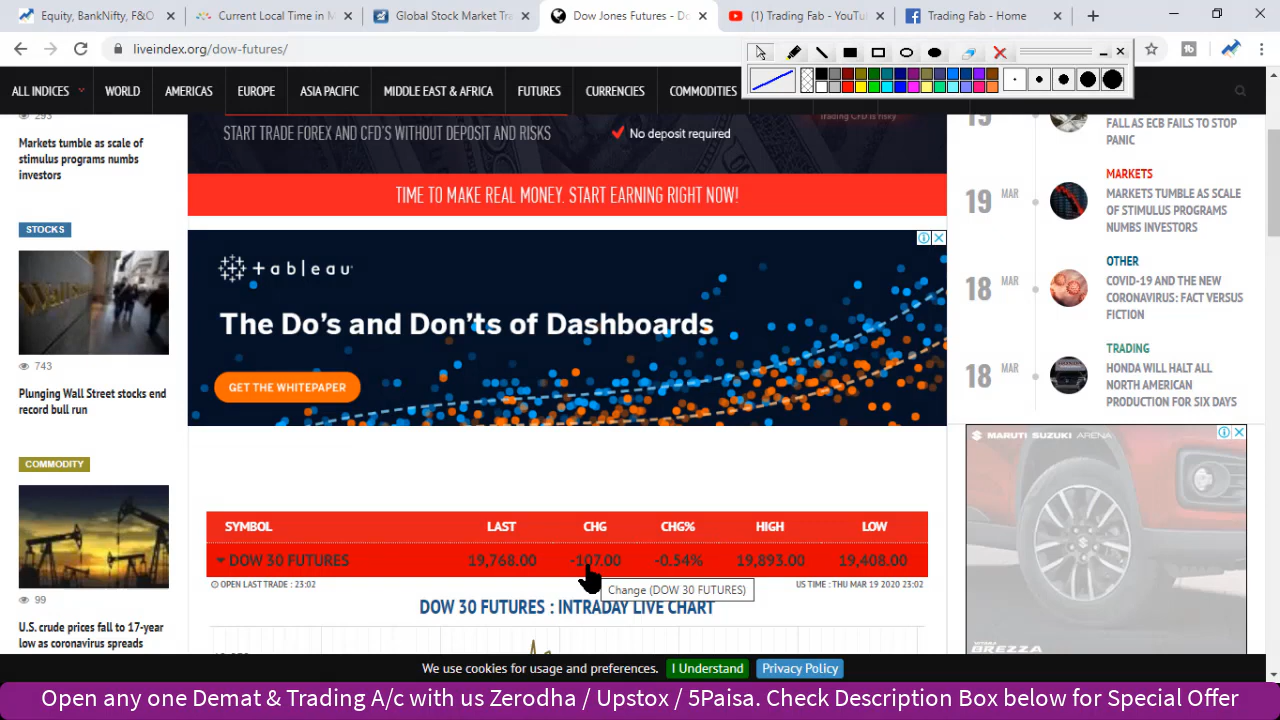 Equity, BankNifty, F&O
Current Local Time in M
Global Stock Market Tra
Dow Jones Futures - Do
(1) Trading Fab - YouTu
Trading Fab - Home
liveindex.org/dow-futures/
ALL INDICES
WORLD
AMERICAS
EUROPE
ASIA PACIFIC
MIDDLE EAST & AFRICA
FUTURES
CURRENCIES
COMMODITIES
293
Markets tumble as scale of
stimulus programs numbs
investors
STOCKS
743
Plunging Wall Street stocks end
record bull run
COMMODITY
99
U.S. crude prices fall to 17-year
low as coronavirus spreads
START TRADE FOREX AND CFD'S WITHOUT DEPOSIT AND RISKS
No deposit required
Trading CFD is risky
TIME TO MAKE REAL MONEY. START EARNING RIGHT NOW!
+ a b | e a u
The Do's and Don'ts of Dashboards
GET THE WHITEPAPER
SYMBOL LAST CHG CHG% HIGH LOW
DOW 30 FUTURES 19,768.00 -107.00 -0.54% 19,893.00 19,408.00
OPEN LAST TRADE : 23:02
US TIME : THU MAR 19 2020 23:02
Change (DOW 30 FUTURES)
DOW 30 FUTURES : INTRADAY LIVE CHART
19 
FALL AS ECB FAILS TO STOP
PANIC
19 MAR
MARKETS
MARKETS TUMBLE AS SCALE
OF STIMULUS PROGRAMS
NUMBS INVESTORS
18 MAR
OTHER
COVID-19 AND THE NEW
CORONAVIRUS: FACT VERSUS
FICTION
18 MAR
TRADING
HONDA WILL HALT ALL
NORTH AMERICAN
PRODUCTION FOR SIX DAYS
MARUTI SUZUKI ARENA
BREZZA
We use cookies for usage and preferences.
I Understand
Privacy Policy
Open any one Demat & Trading A/c with us Zerodha / Upstox / 5Paisa. Check Description Box below for Special Offer